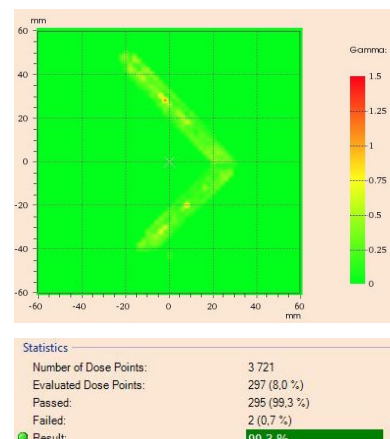 mm
60
40
20
0
-20
-40
-60
-60 -40 -20 0 20 40 60
mm
Gamma:
1.5
1.25
1
0.75
0.5
0.25
0
Statistics
Number of Dose Points: 3 721
Evaluated Dose Points: 297 (8,0 %)
Passed: 295 (99,3 %)
Failed: 2 (0,7 %)
Result: 99,3 %